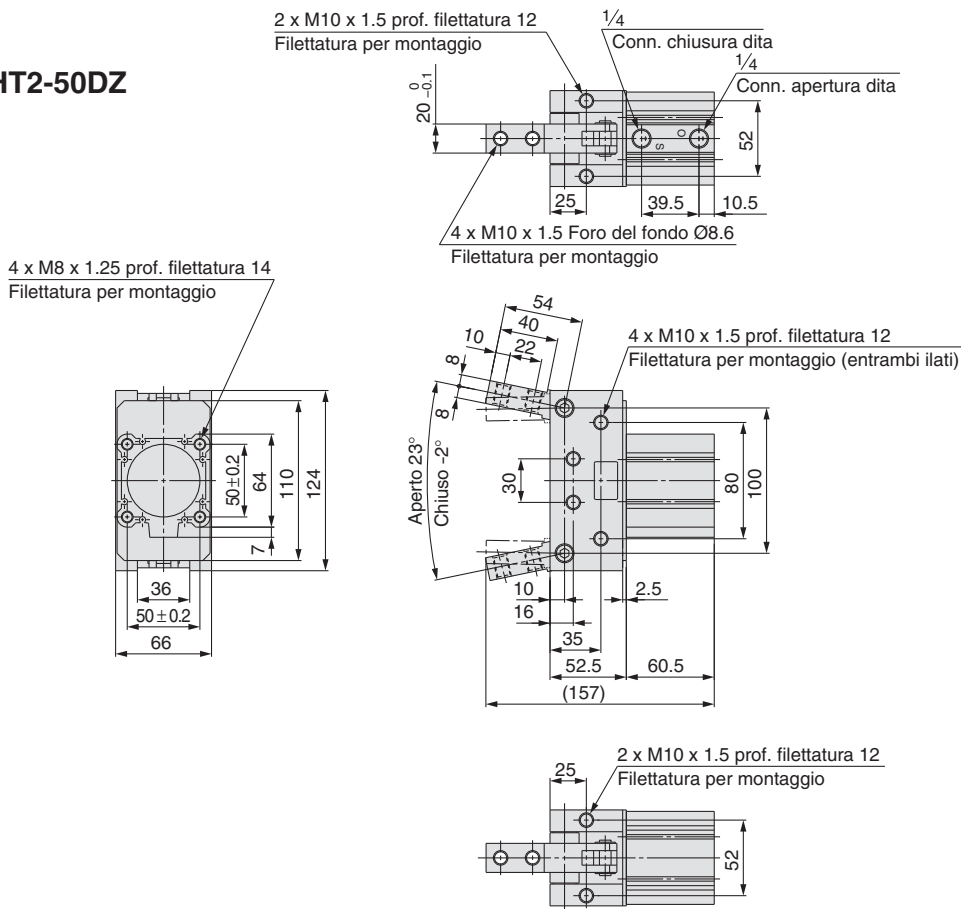 HT2-50DZ
2 x M10 x 1.5 prof. filettatura 12
Filettatura per montaggio
1/4
Conn. chiusura dita
1/4
Conn. apertura dita
20 0 -0.1
O
S
52
25
39.5
10.5
4 x M10 x 1.5 Foro del fondo Ø8.6
Filettatura per montaggio
4 x M8 x 1.25 prof. filettatura 14
Filettatura per montaggio
50±0.2
64
110
124
7
36
50±0.2
66
54
40
10
22
8
8
4 x M10 x 1.5 prof. filettatura 12
Filettatura per montaggio (entrambi ilati)
Aperto 23°
Chiuso -2°
30
80
100
10
2.5
16
35
52.5
60.5
(157)
2 x M10 x 1.5 prof. filettatura 12
Filettatura per montaggio
25
52